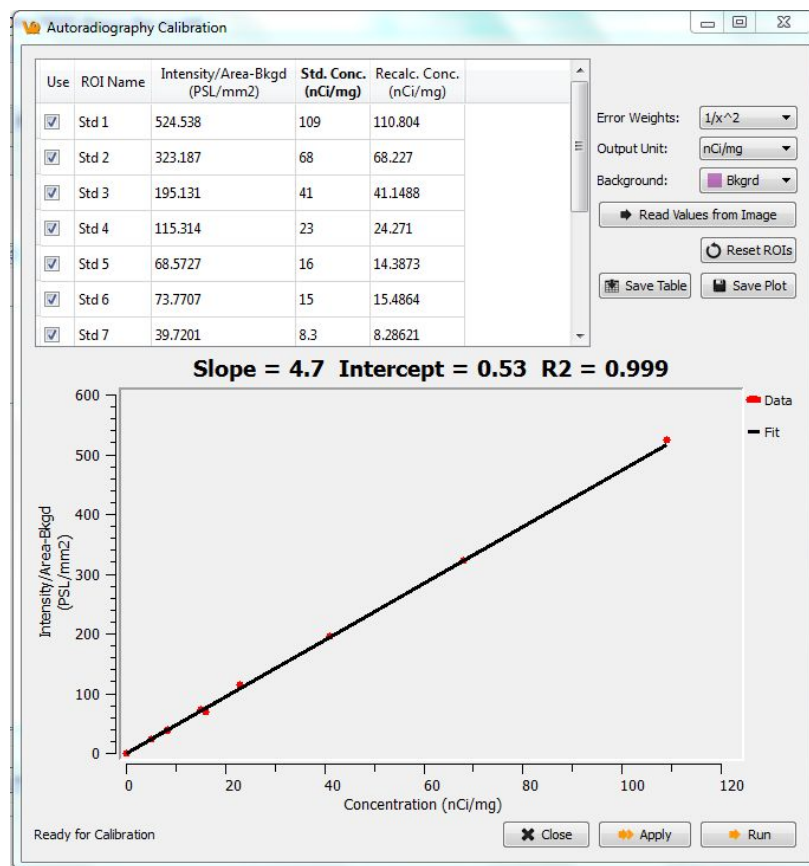 Autoradiography Calibration
Use ROI Name Intensity/Area-Bkgd (PSL/mm2) Std. Conc. (nCi/mg) Recalc. Conc. (nCi/mg)
Std 1 524.538 109 110.804
Std 2 323.187 68 68.227
Std 3 195.131 41 41.1488
Std 4 115.314 23 24.271
Std 5 68.5727 16 14.3873
Std 6 73.7707 15 15.4864
Std 7 39.7201 8.3 8.28621
Error Weights: 1/x^2
Output Unit: nCi/mg
Background: Bkgrd
Read Values from Image
Reset ROIs
Save Table Save Plot
Slope = 4.7 Intercept = 0.53 R2 = 0.999
600
500
400
300
200
100
0
Intensity/Area-Bkgd
(PSL/mm2)
Data
Fit
0 20 40 60 80 100 120
Concentration (nCi/mg)
Ready for Calibration
Close Apply Run